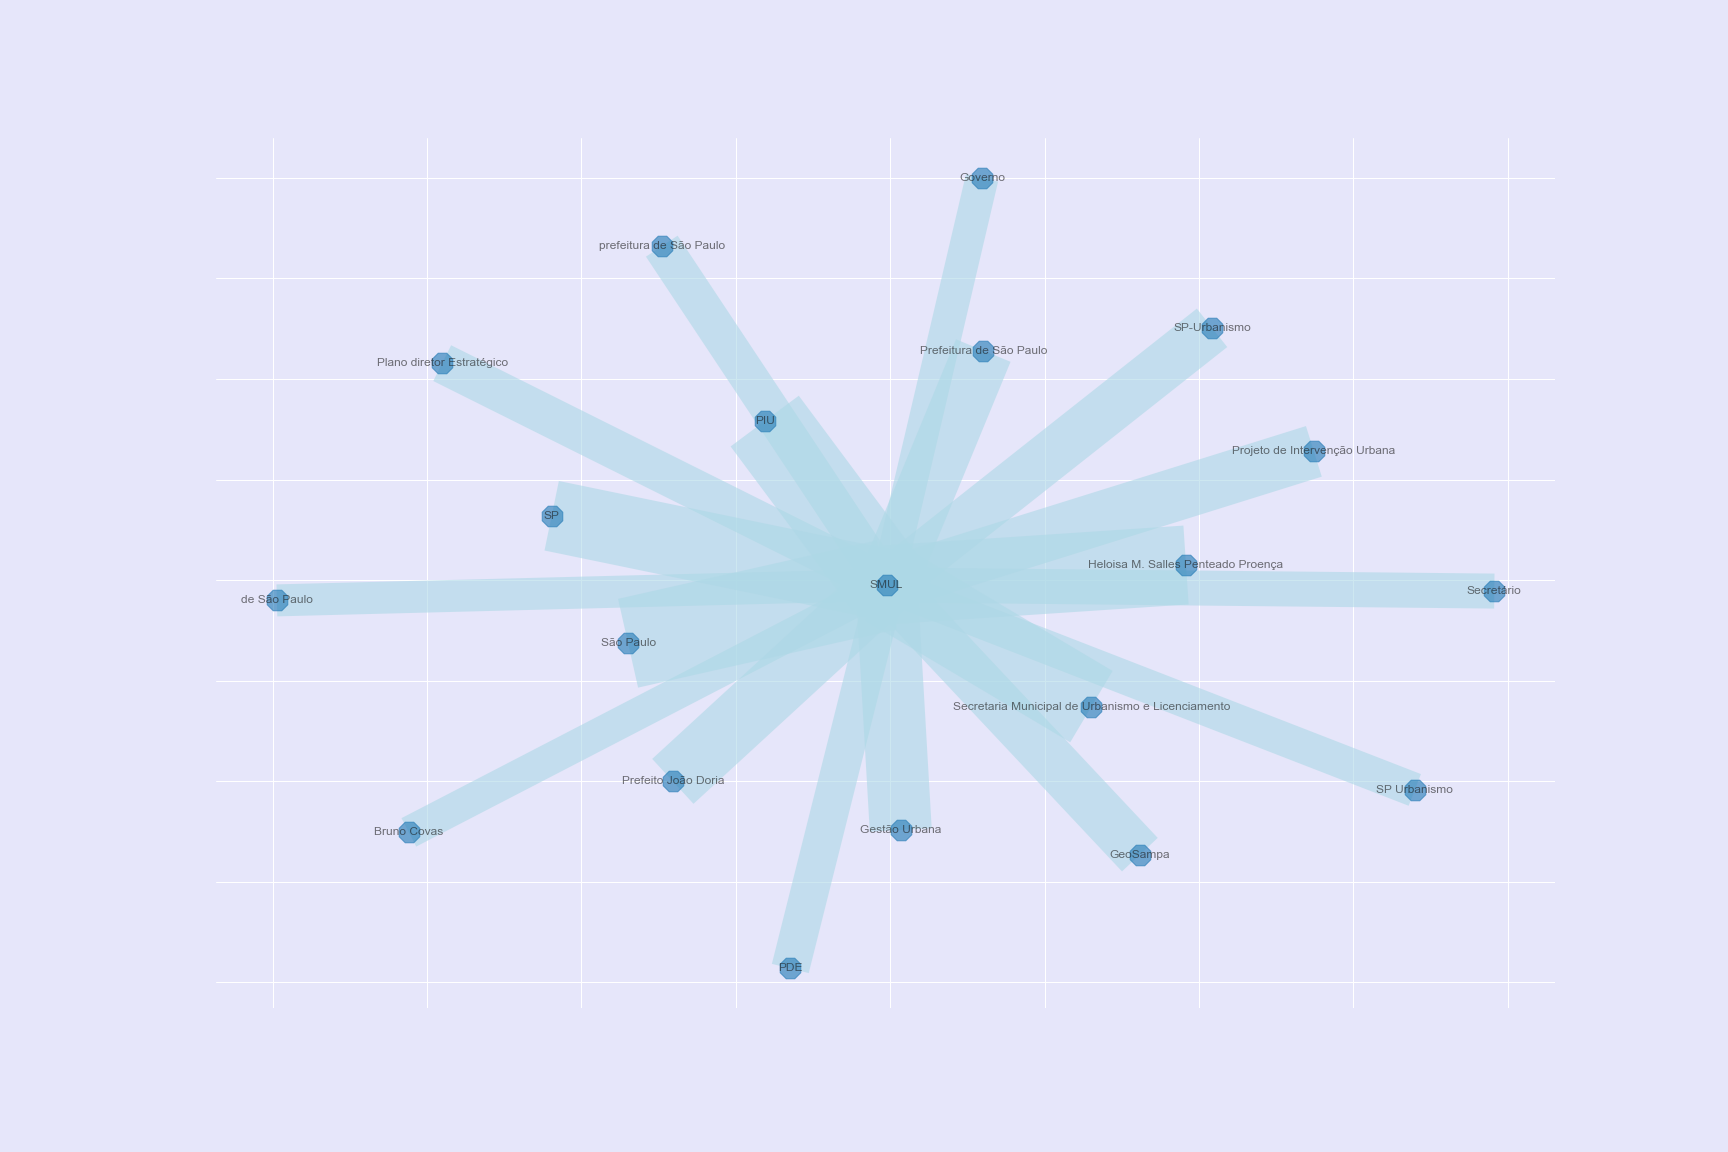 Governo
prefeitura de São Paulo
SP-Urbanismo
Prefeitura de São Paulo
Plano diretor Estratégico
PIU
Projeto de Intervenção Urbana
SP
Heloisa M. Salles Penteado Proença
SMUL
Secretário
de São Paulo
São Paulo
Secretaria Municipal de Urbanismo e Licenciamento
Prefeito João Doria
SP Urbanismo
Bruno Covas
Gestão Urbana
GeoSampa
PDE